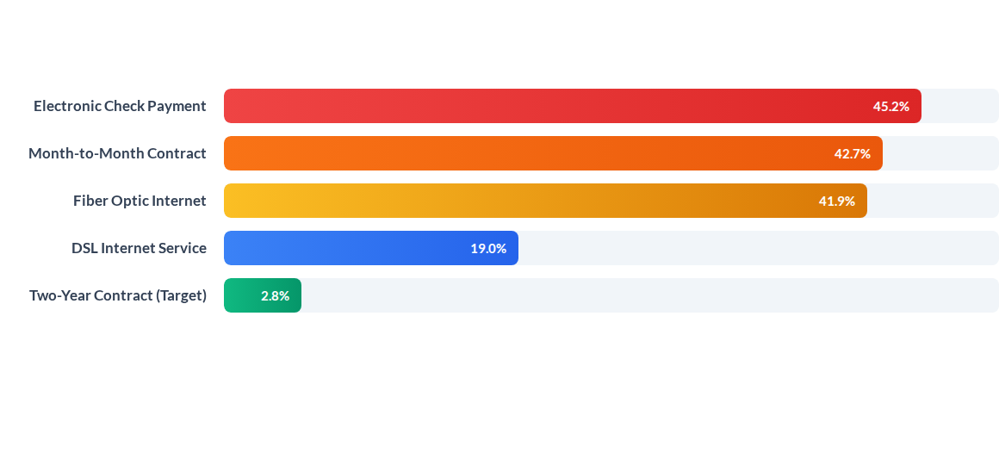 Electronic Check Payment 45.2%
Month-to-Month Contract 42.7%
Fiber Optic Internet 41.9%
DSL Internet Service 19.0%
Two-Year Contract (Target) 2.8%